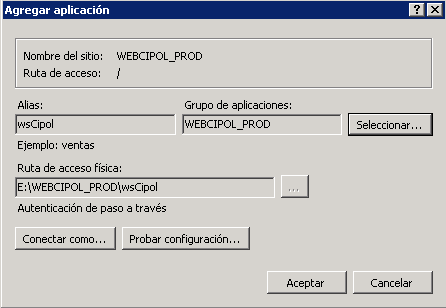 Agregar aplicación
Nombre del sitio: WEBCIPOL_PROD
Ruta de acceso: /
Alias: Grupo de aplicaciones:
wsCipol WEBCIPOL_PROD Seleccionar...
Ejemplo: ventas
Ruta de acceso física:
E:\WEBCIPOL_PROD\wsCipol ...
Autenticación de paso a través
Conectar como... Probar configuración...
Aceptar Cancelar